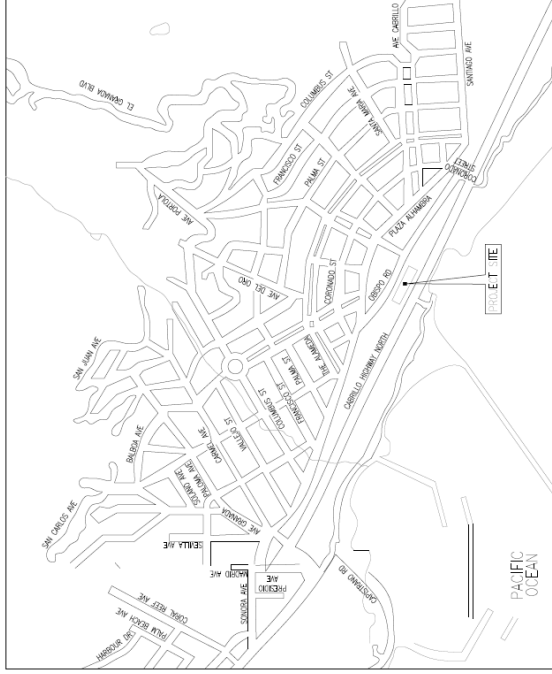 AVE CABRILLO
EL GRANADA BLVD
COLUMBUS ST
SANTA MARIA AVE
SANTIAGO AVE
FRANCISCO ST
PALMA ST
CORONADO
STREET
AVE PORTOLA
PLAZA ALHAMBRA
AVE DEL ORO
CORONADO ST
OBISPO RD
PROJECT SITE
SAN JUAN AVE
THE ALAMEDA
PALMA ST
FRANCISCO ST
COLUMBUS ST
CABRILLO HIGHWAY NORTH
VALLEJO ST
CARMEL AVE
BALBOA AVE
PALOMA AVE
SOLANO AVE
SAN CARLOS AVE
AVE GRANADA
SEVILLA AVE
MADRID AVE
PRESIDIO
AVE
SONORA AVE
CAPISTRANO RD
CORAL REEF AVE
PALM BEACH AVE
HARBOUR DR
PACIFIC
OCEAN